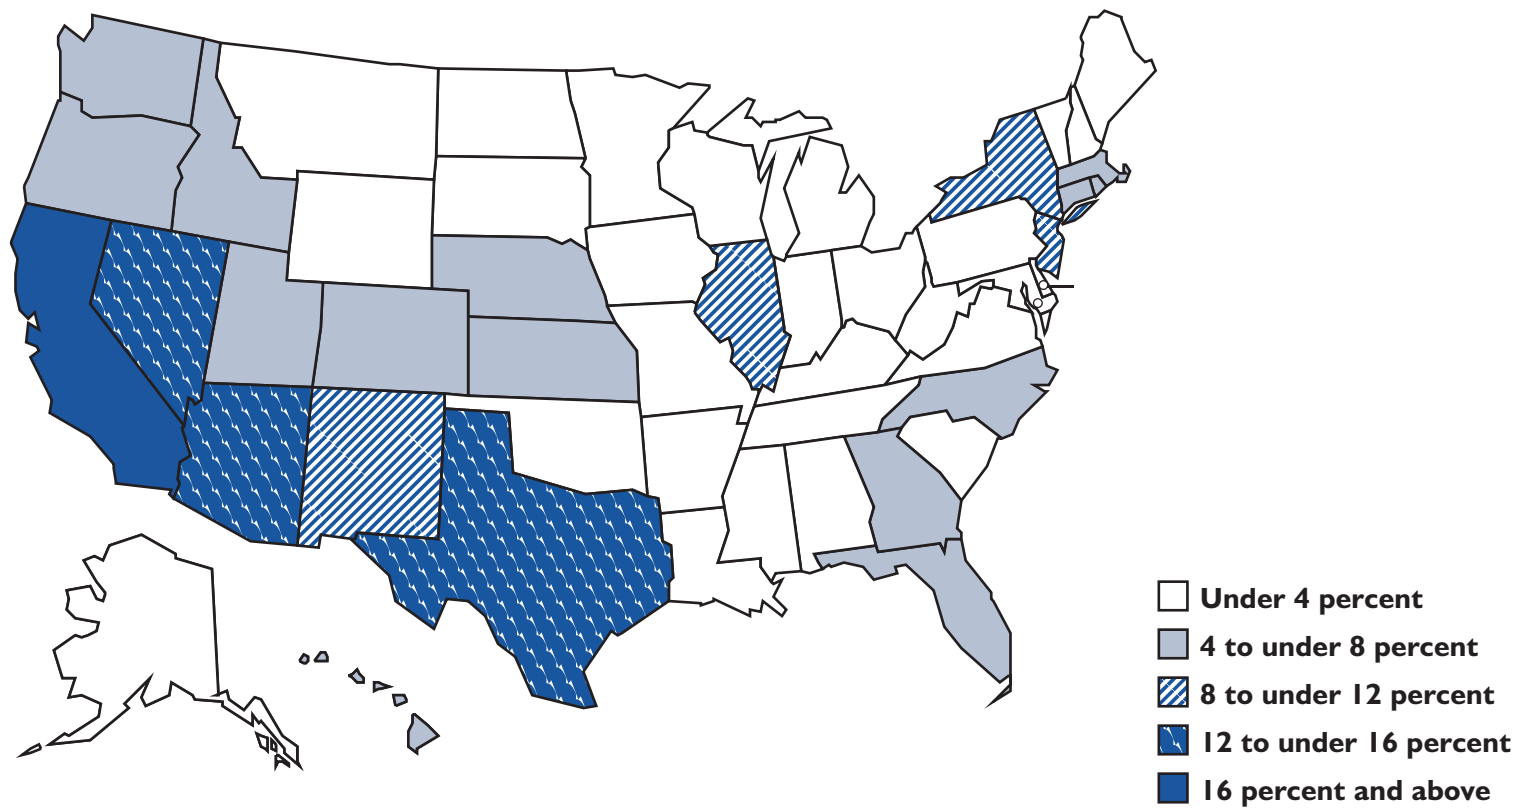 Under 4 percent
4 to under 8 percent
8 to under 12 percent
12 to under 16 percent
16 percent and above